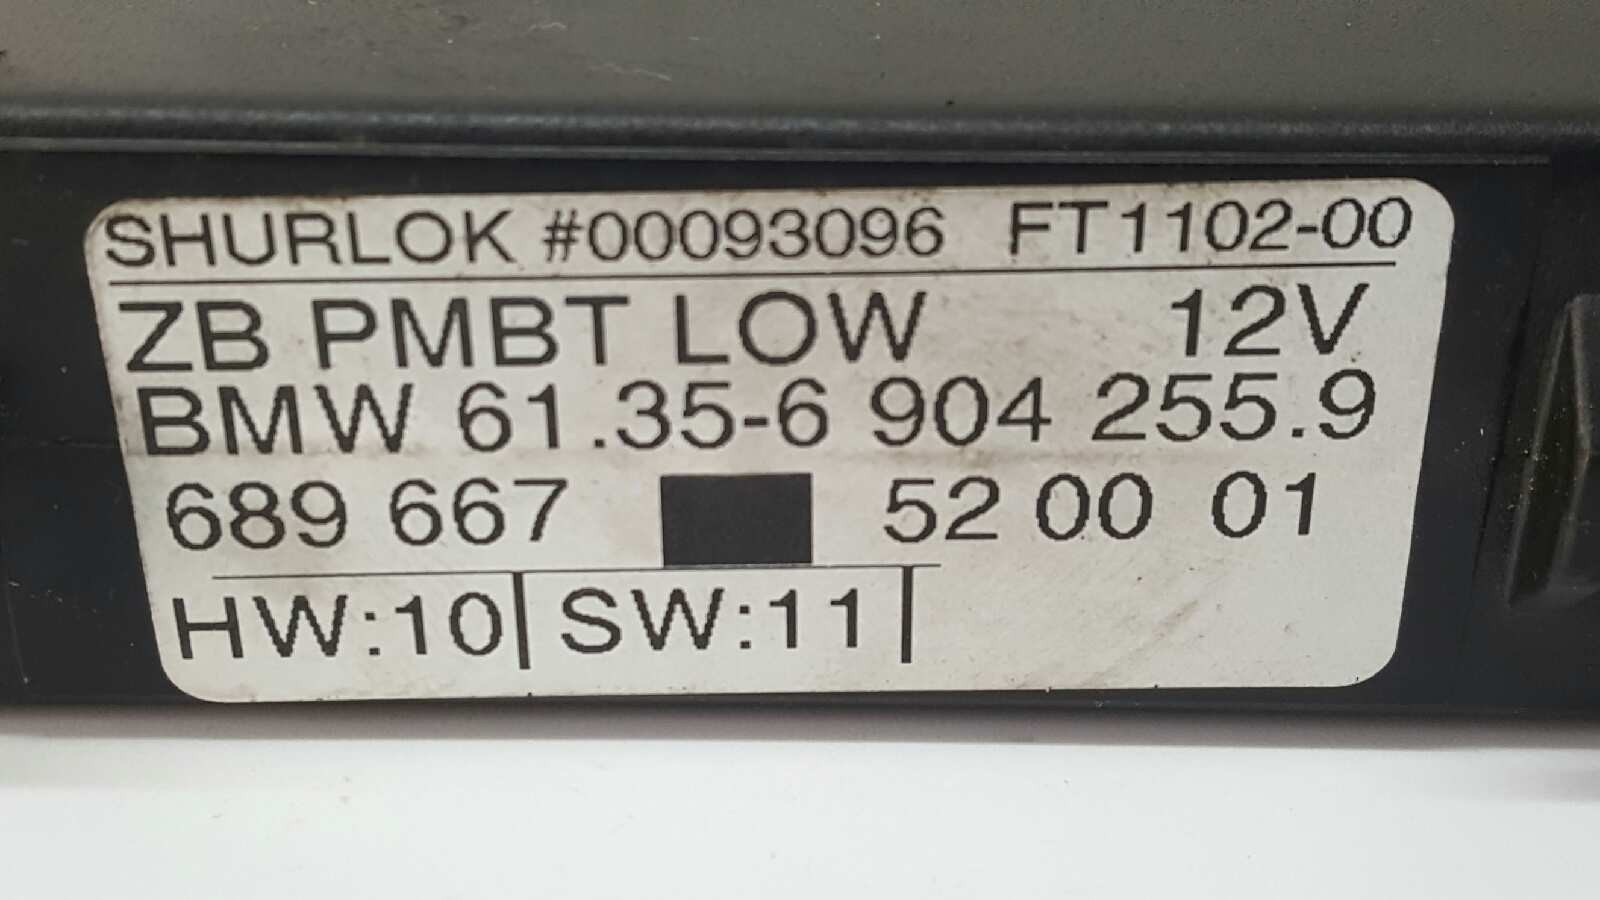 SHURLOK #00093096 FT1102-00
ZB PMBT LOW 12V
BMW 61.35-6 904 255.9
689 667 52 00 01
HW:10 SW:11